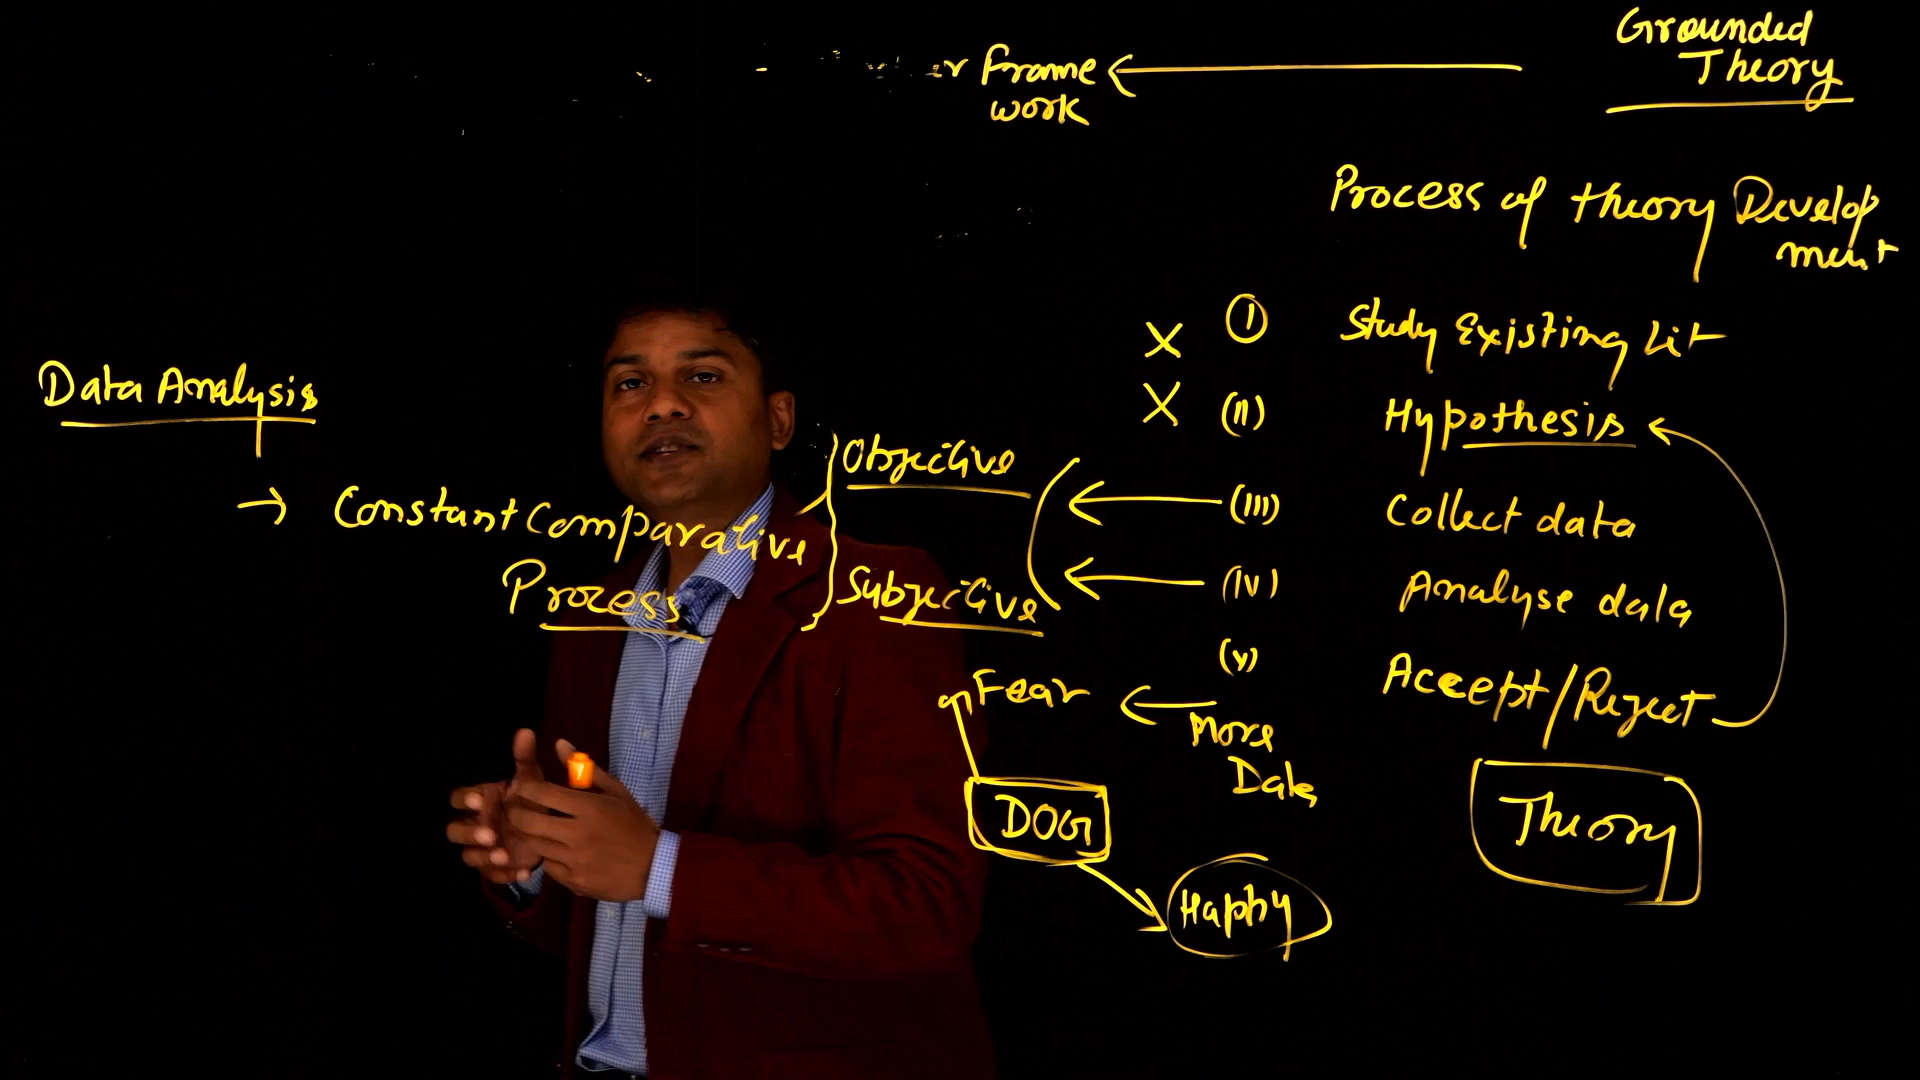 Grounded
Theory
r Frame
work
Process of theory Develop
ment
X (I) Study Existing Lit
X (II) Hypothesis
(III) Collect data
(IV) Analyse data
(V) Accept/Reject
Theory
Data Analysis
→ Constant Comparative
Process
Objective
Subjective
Fear
More
Data
DOG
Happy